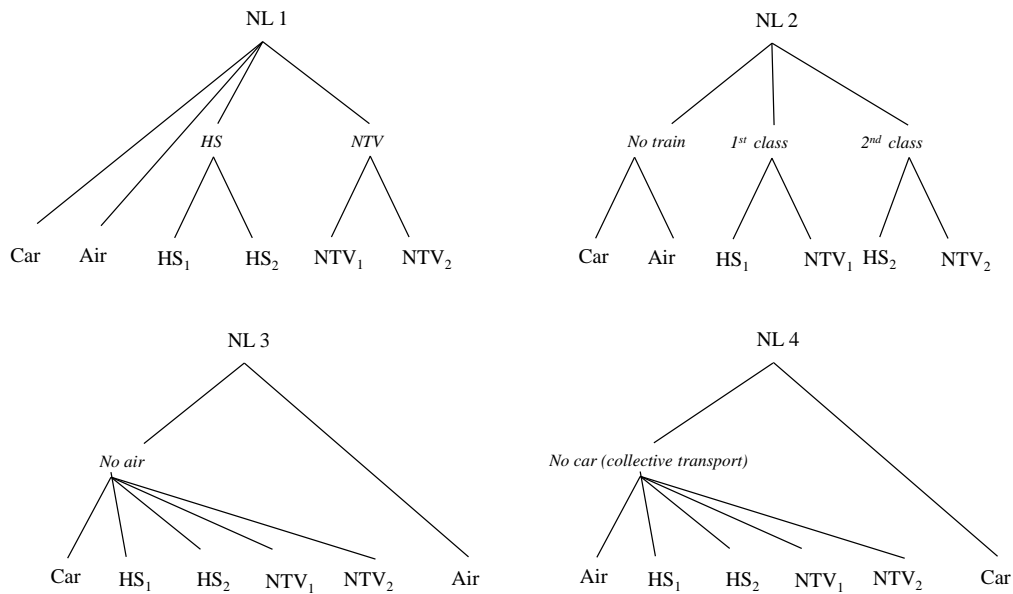 NL 1
HS NTV
Car Air HS₁ HS₂ NTV₁ NTV₂
NL 2
No train 1st class 2nd class
Car Air HS₁ NTV₁ HS₂ NTV₂
NL 3
No air
Car HS₁ HS₂ NTV₁ NTV₂ Air
NL 4
No car (collective transport)
Air HS₁ HS₂ NTV₁ NTV₂ Car